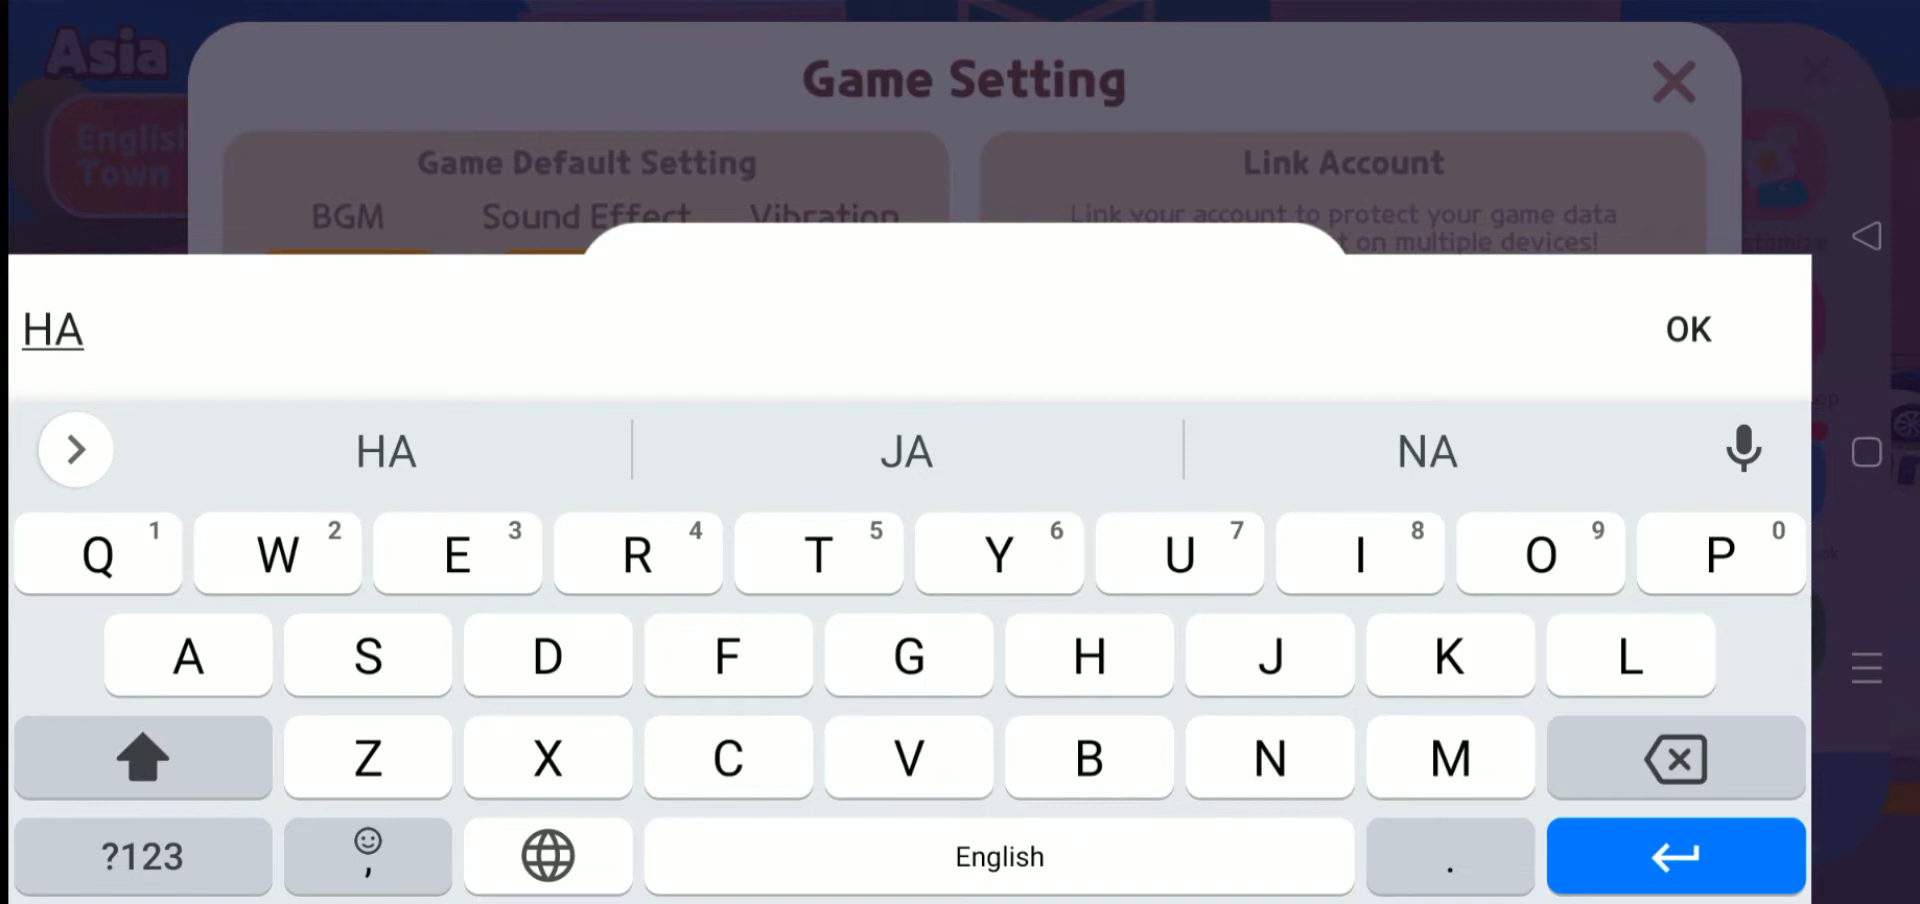 Asia
English
Town
Game Setting
Game Default Setting
BGM Sound Effect Vibration
Link Account
Link your account to protect your game data
on multiple devices!
HA
OK
HA JA NA
Q 1 W 2 E 3 R 4 T 5 Y 6 U 7 I 8 O 9 P 0
A S D F G H J K L
Z X C V B N M
?123 , English .